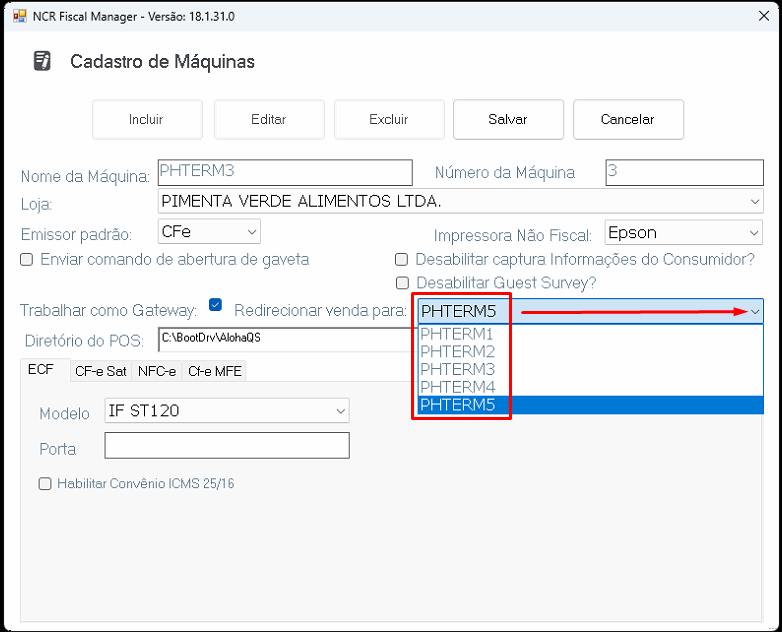 NCR Fiscal Manager - Versão: 18.1.31.0
Cadastro de Máquinas
Incluir Editar Excluir Salvar Cancelar
Nome da Máquina: PHTERM3 Número da Máquina 3
Loja: PIMENTA VERDE ALIMENTOS LTDA.
Emissor padrão: CFe Impressora Não Fiscal: Epson
Enviar comando de abertura de gaveta Desabilitar captura Informações do Consumidor?
Desabilitar Guest Survey?
Trabalhar como Gateway: Redirecionar venda para: PHTERM5
PHTERM1
PHTERM2
PHTERM3
PHTERM4
PHTERM5
Diretório do POS: C:\BootDrv\AlohaQS
ECF CF-e Sat NFC-e Cf-e MFE
Modelo IF ST120
Porta
Habilitar Convênio ICMS 25/16